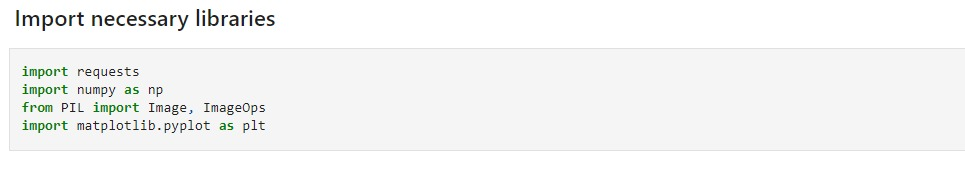 Import necessary libraries
import requests
import numpy as np
from PIL import Image, ImageOps
import matplotlib.pyplot as plt